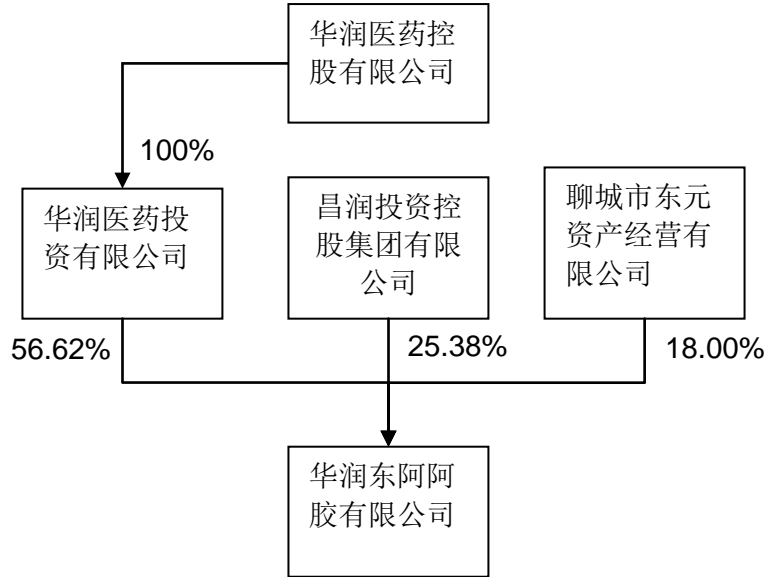 华润医药控
股有限公司
100%
华润医药投
资有限公司
昌润投资控
股集团有限
公司
聊城市东元
资产经营有
限公司
56.62%
25.38%
18.00%
华润东阿阿
胶有限公司